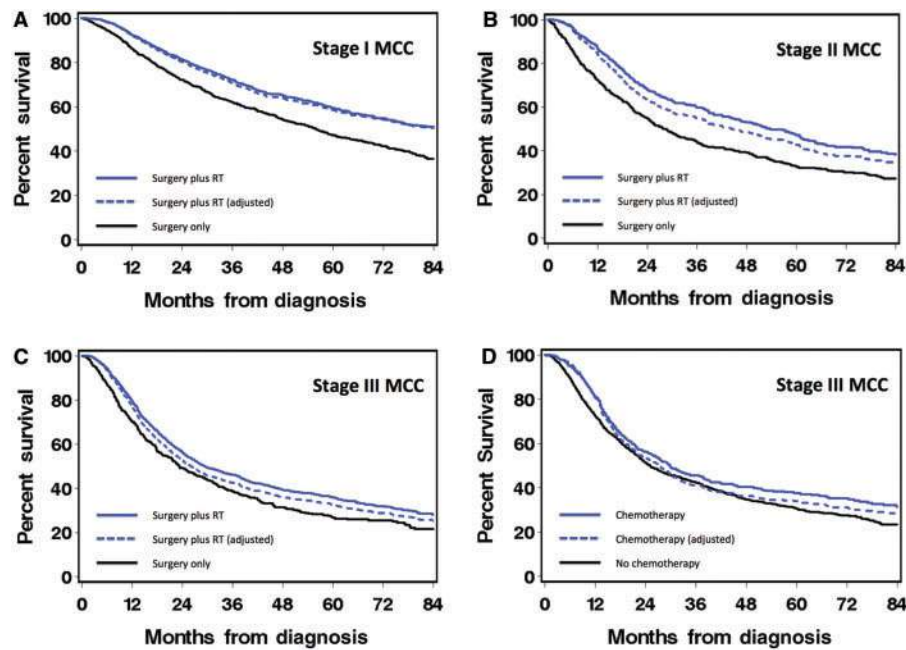 A
Stage I MCC
Percent survival
100
80
60
40
20
0
Surgery plus RT
Surgery plus RT (adjusted)
Surgery only
0 12 24 36 48 60 72 84
Months from diagnosis
B
Stage II MCC
Percent survival
100
80
60
40
20
0
Surgery plus RT
Surgery plus RT (adjusted)
Surgery only
0 12 24 36 48 60 72 84
Months from diagnosis
C
Stage III MCC
Percent survival
100
80
60
40
20
0
Surgery plus RT
Surgery plus RT (adjusted)
Surgery only
0 12 24 36 48 60 72 84
Months from diagnosis
D
Stage III MCC
Percent Survival
100
80
60
40
20
0
Chemotherapy
Chemotherapy (adjusted)
No chemotherapy
0 12 24 36 48 60 72 84
Months from diagnosis